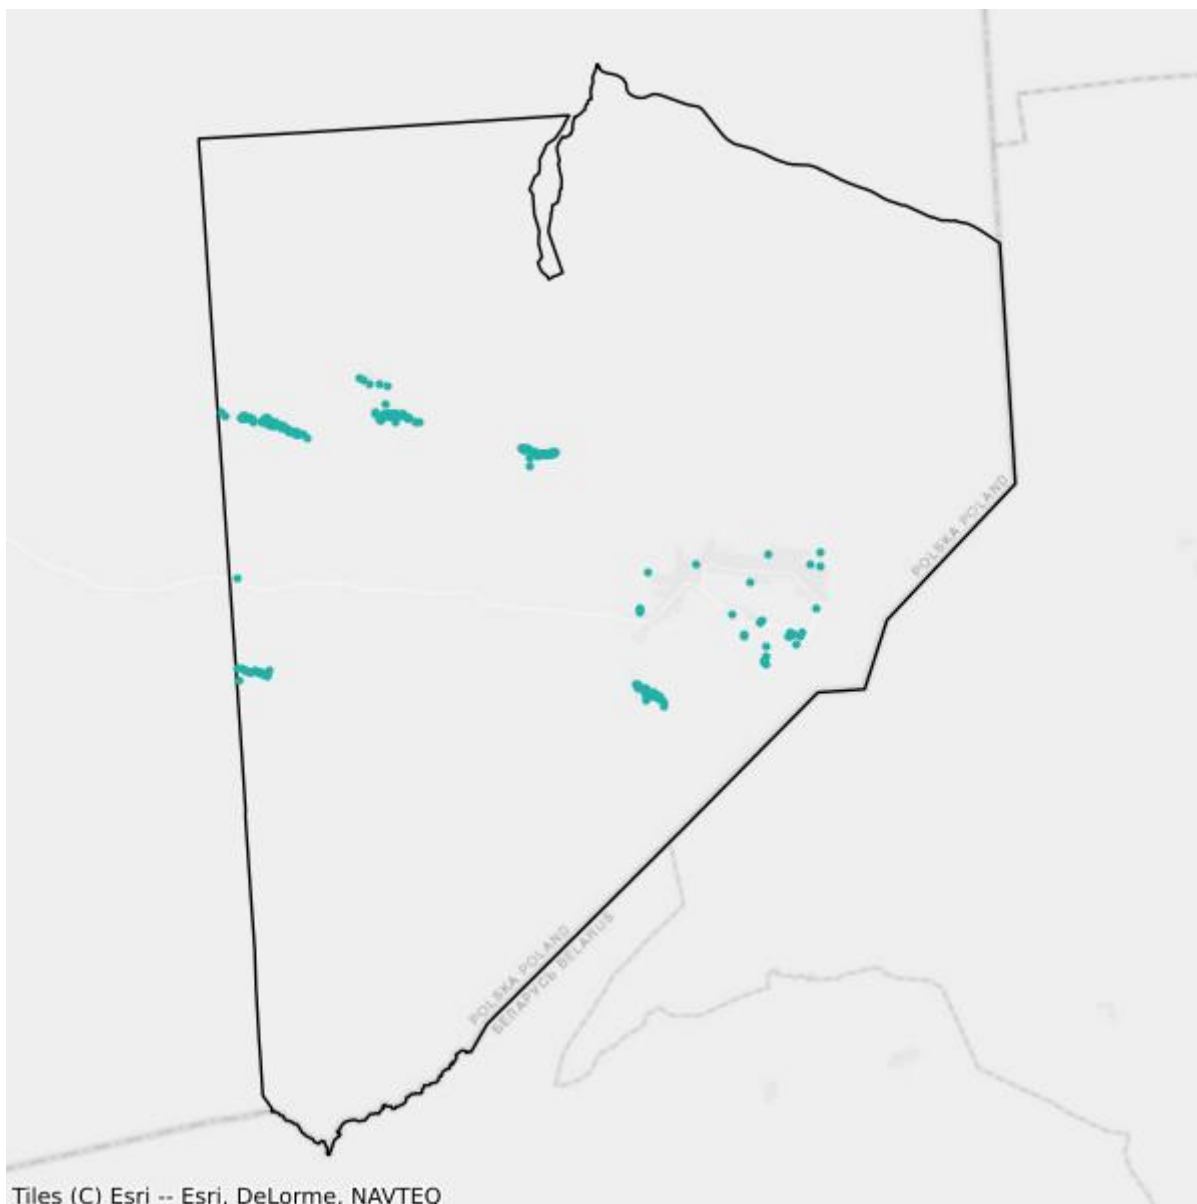 POLSKA POLAND
POLSKA POLAND
БЕЛАРУСЬ BELARUS
Tiles (C) Esri -- Esri, DeLorme, NAVTEQ